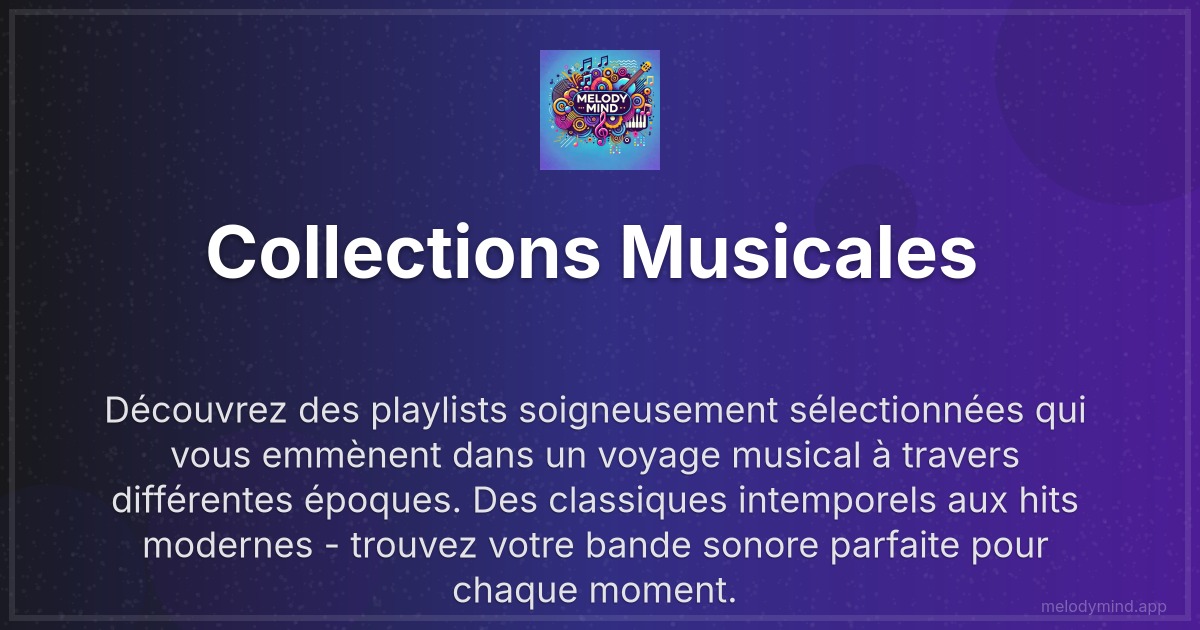 MELODY
MIND
Collections Musicales
Découvrez des playlists soigneusement sélectionnées qui
vous emmènent dans un voyage musical à travers
différentes époques. Des classiques intemporels aux hits
modernes - trouvez votre bande sonore parfaite pour
chaque moment.
melodymind.app